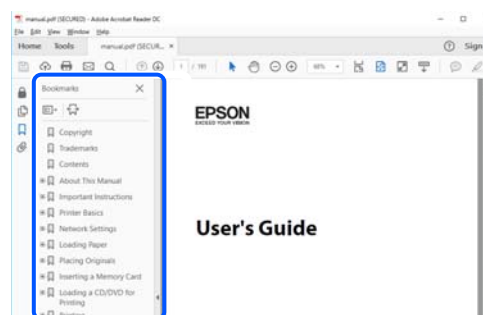 manual.pdf (SECURED) - Adobe Acrobat Reader DC
File Edit View Window Help
Home Tools manual.pdf (SECUR... × Sign
Bookmarks
Copyright
Trademarks
Contents
About This Manual
Important Instructions
Printer Basics
Network Settings
Loading Paper
Placing Originals
Inserting a Memory Card
Loading a CD/DVD for
Printing
Printing
EPSON
EXCEED YOUR VISION
User's Guide